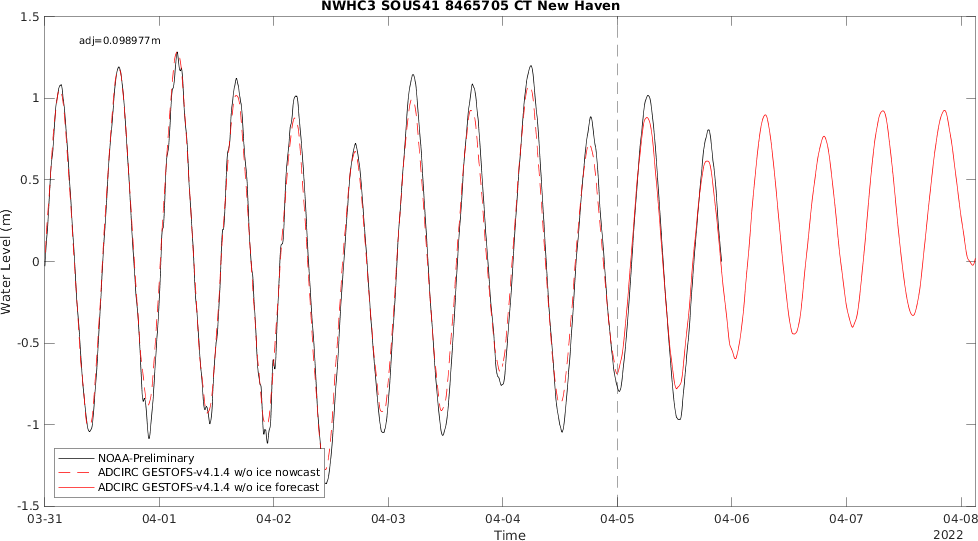 NWHC3 SOUS41 8465705 CT New Haven
adj=0.098977m
1.5
1
0.5
0
-0.5
-1
-1.5
Water Level (m)
NOAA-Preliminary
ADCIRC GESTOFS-v4.1.4 w/o ice nowcast
ADCIRC GESTOFS-v4.1.4 w/o ice forecast
03-31 04-01 04-02 04-03 04-04 04-05 04-06 04-07 04-08
Time
2022